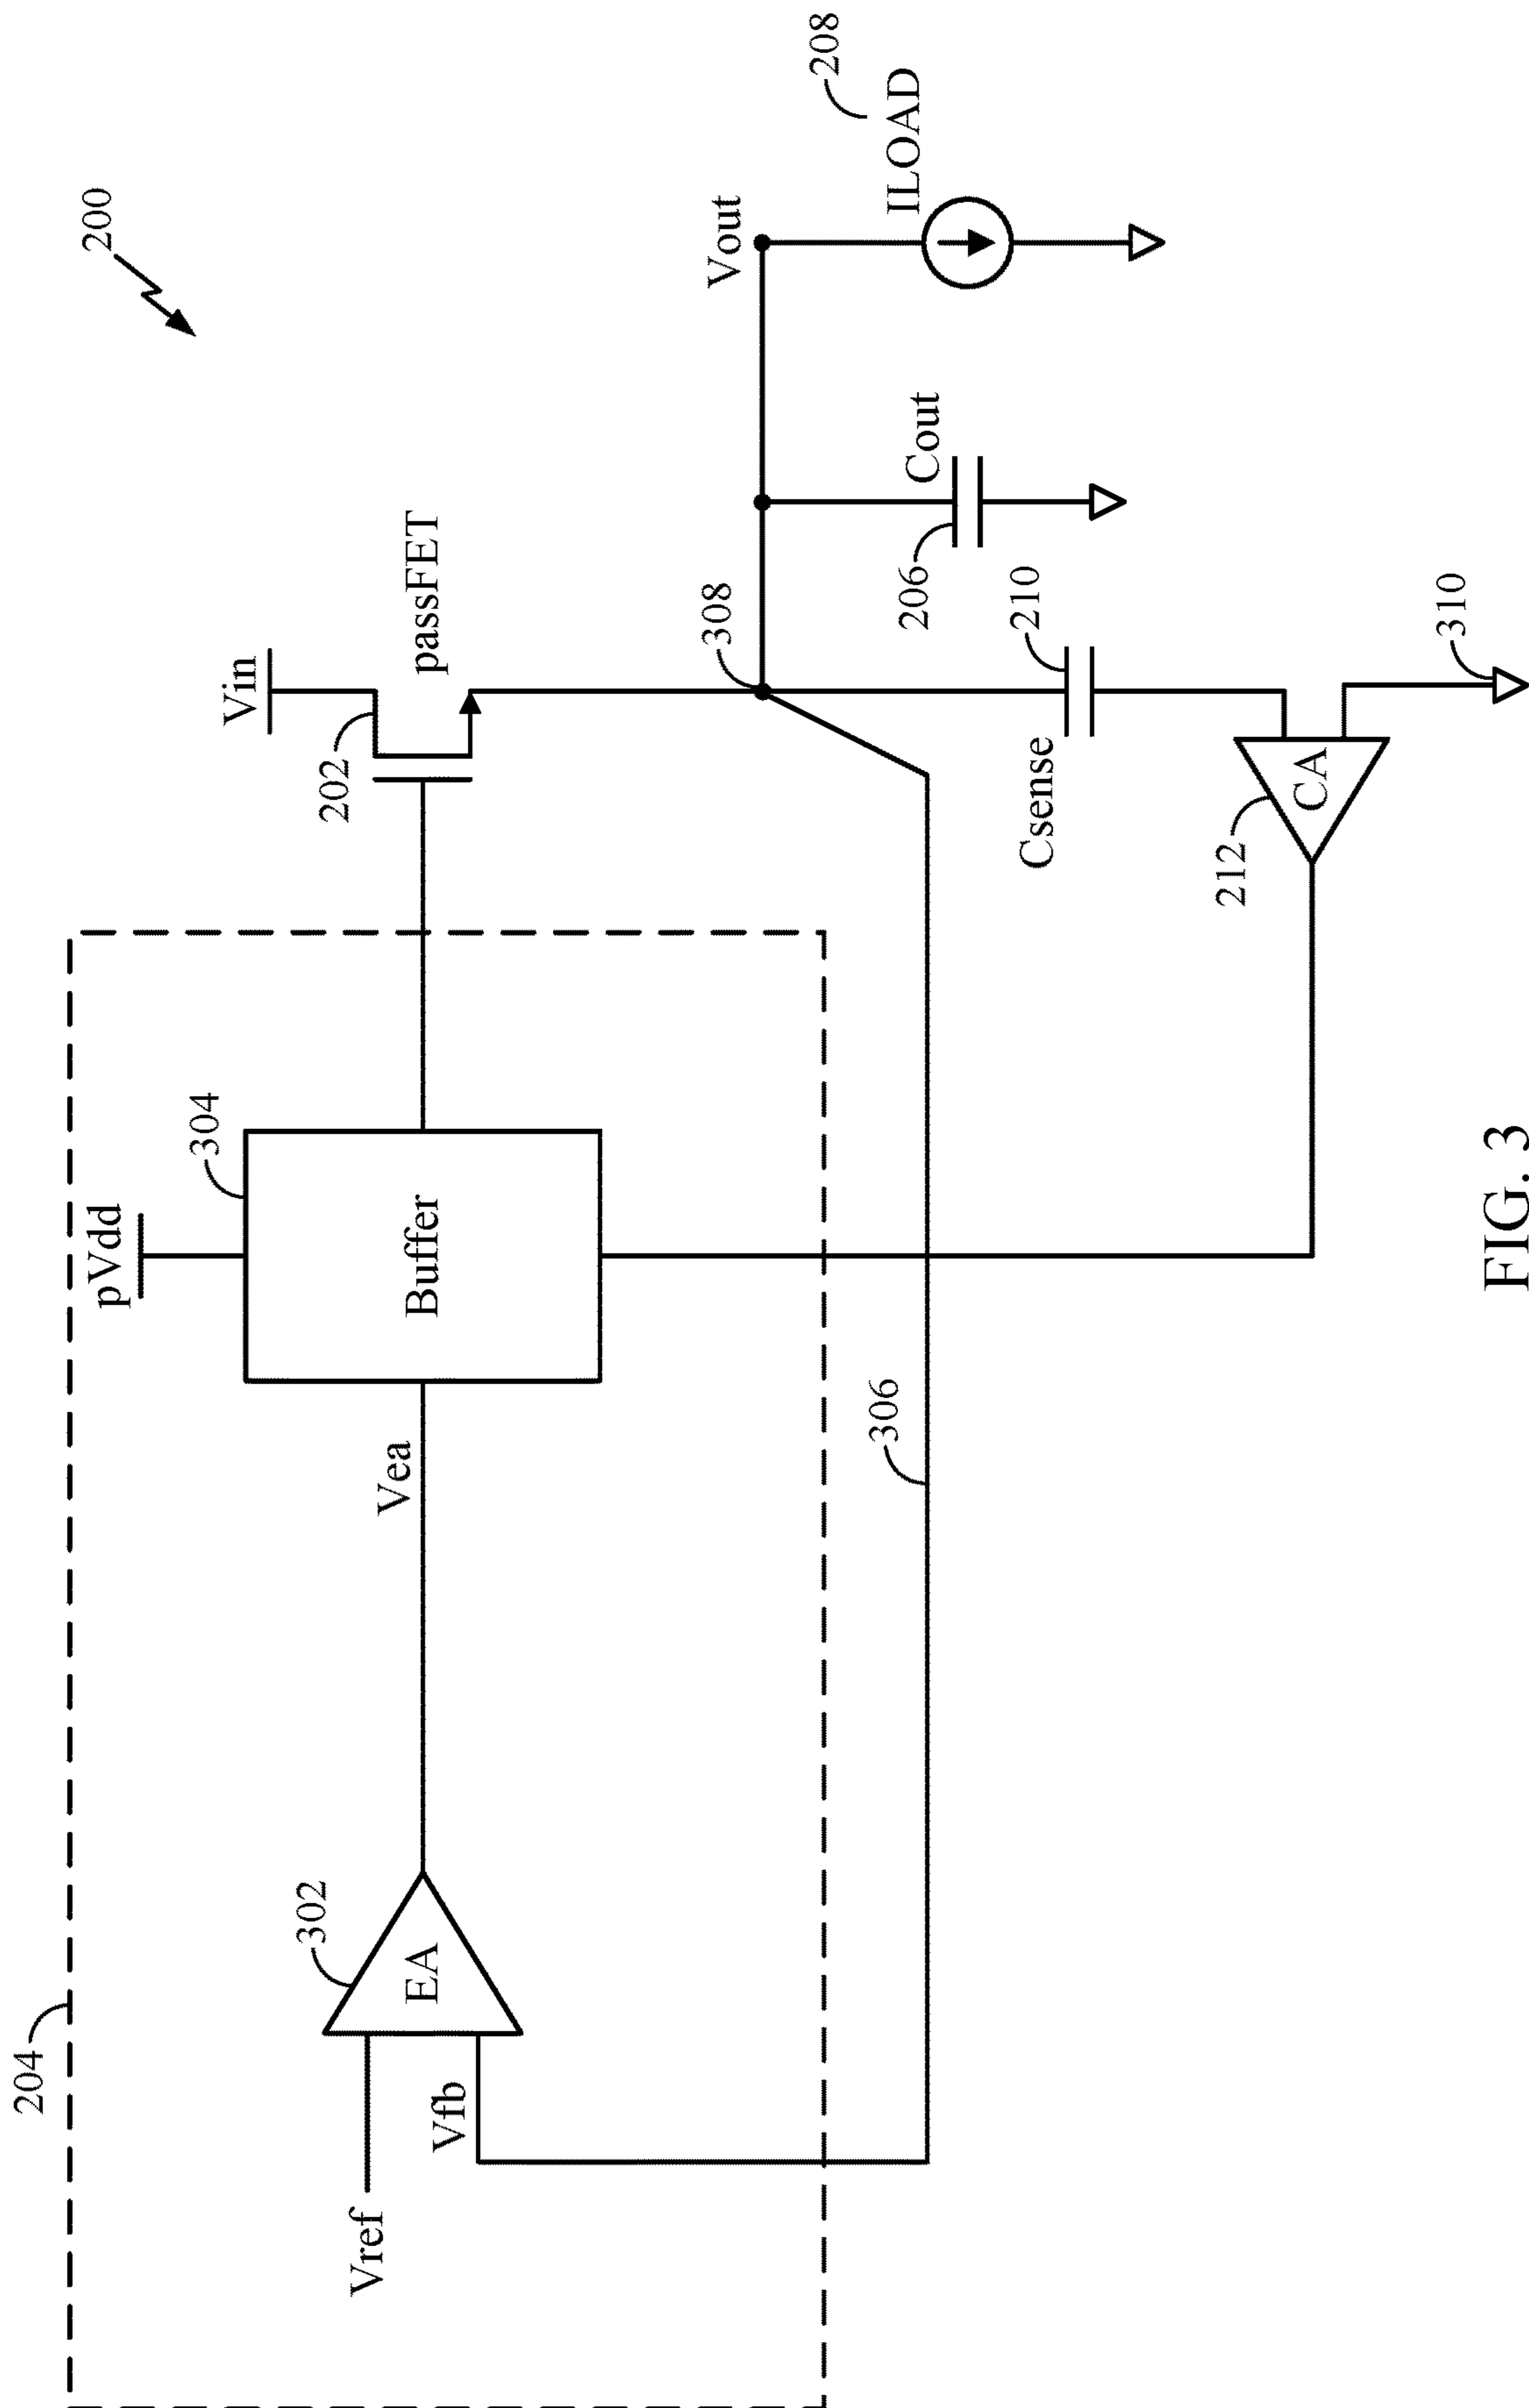 200
204
pVdd
304
Vin
302
Vref
EA
Vea
Buffer
202
passFET
Vfb
308
Vout
208
ILOAD
306
206
Cout
Csense
210
212
CA
310
FIG. 3